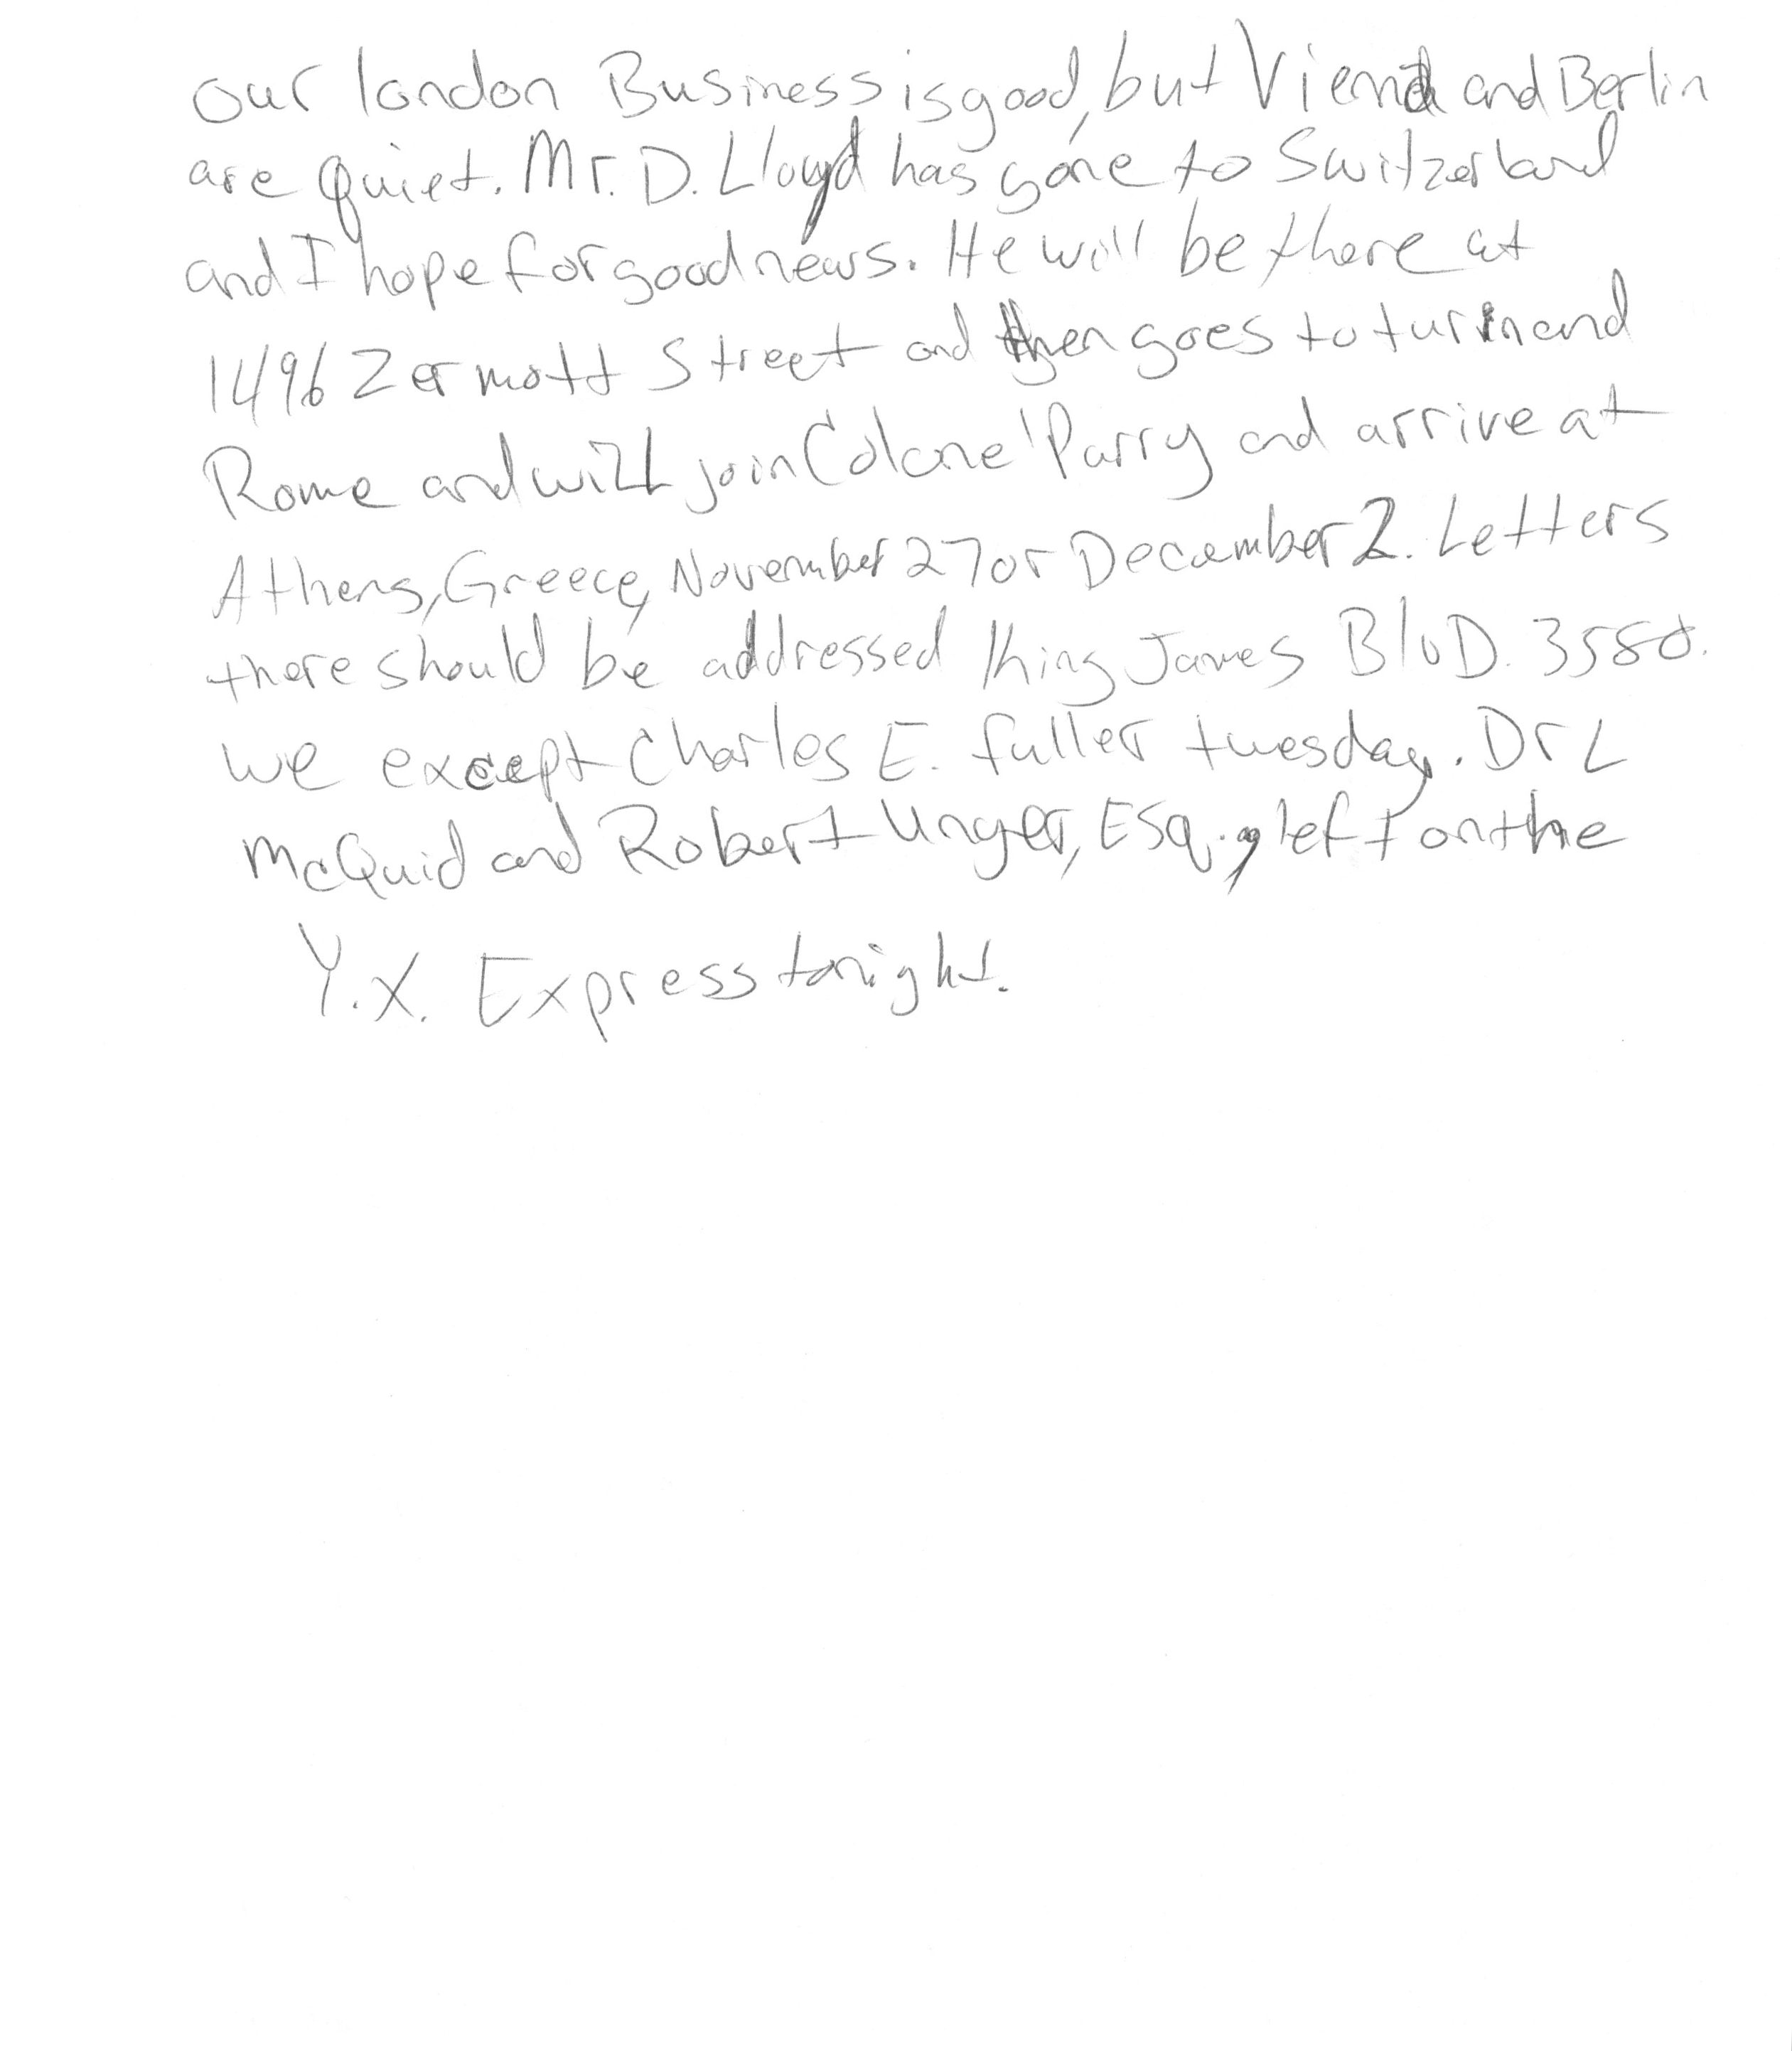 our london Business is good, but Vienna and Berlin
are quiet. Mr. D. Lloyd has gone to Switzerland
and I hope for good news. He will be there at
1496 Zermott Street and then goes to turin and
Rome and will join Colonel Parry and arrive at
Athens, Greece, November 27 or December 2. Letters
there should be addressed King James BlvD. 3580.
we except Charles E. fuller tuesday. Dr L
McQuid and Robert Unger, ESq., left on the
Y.X. Express tonight.